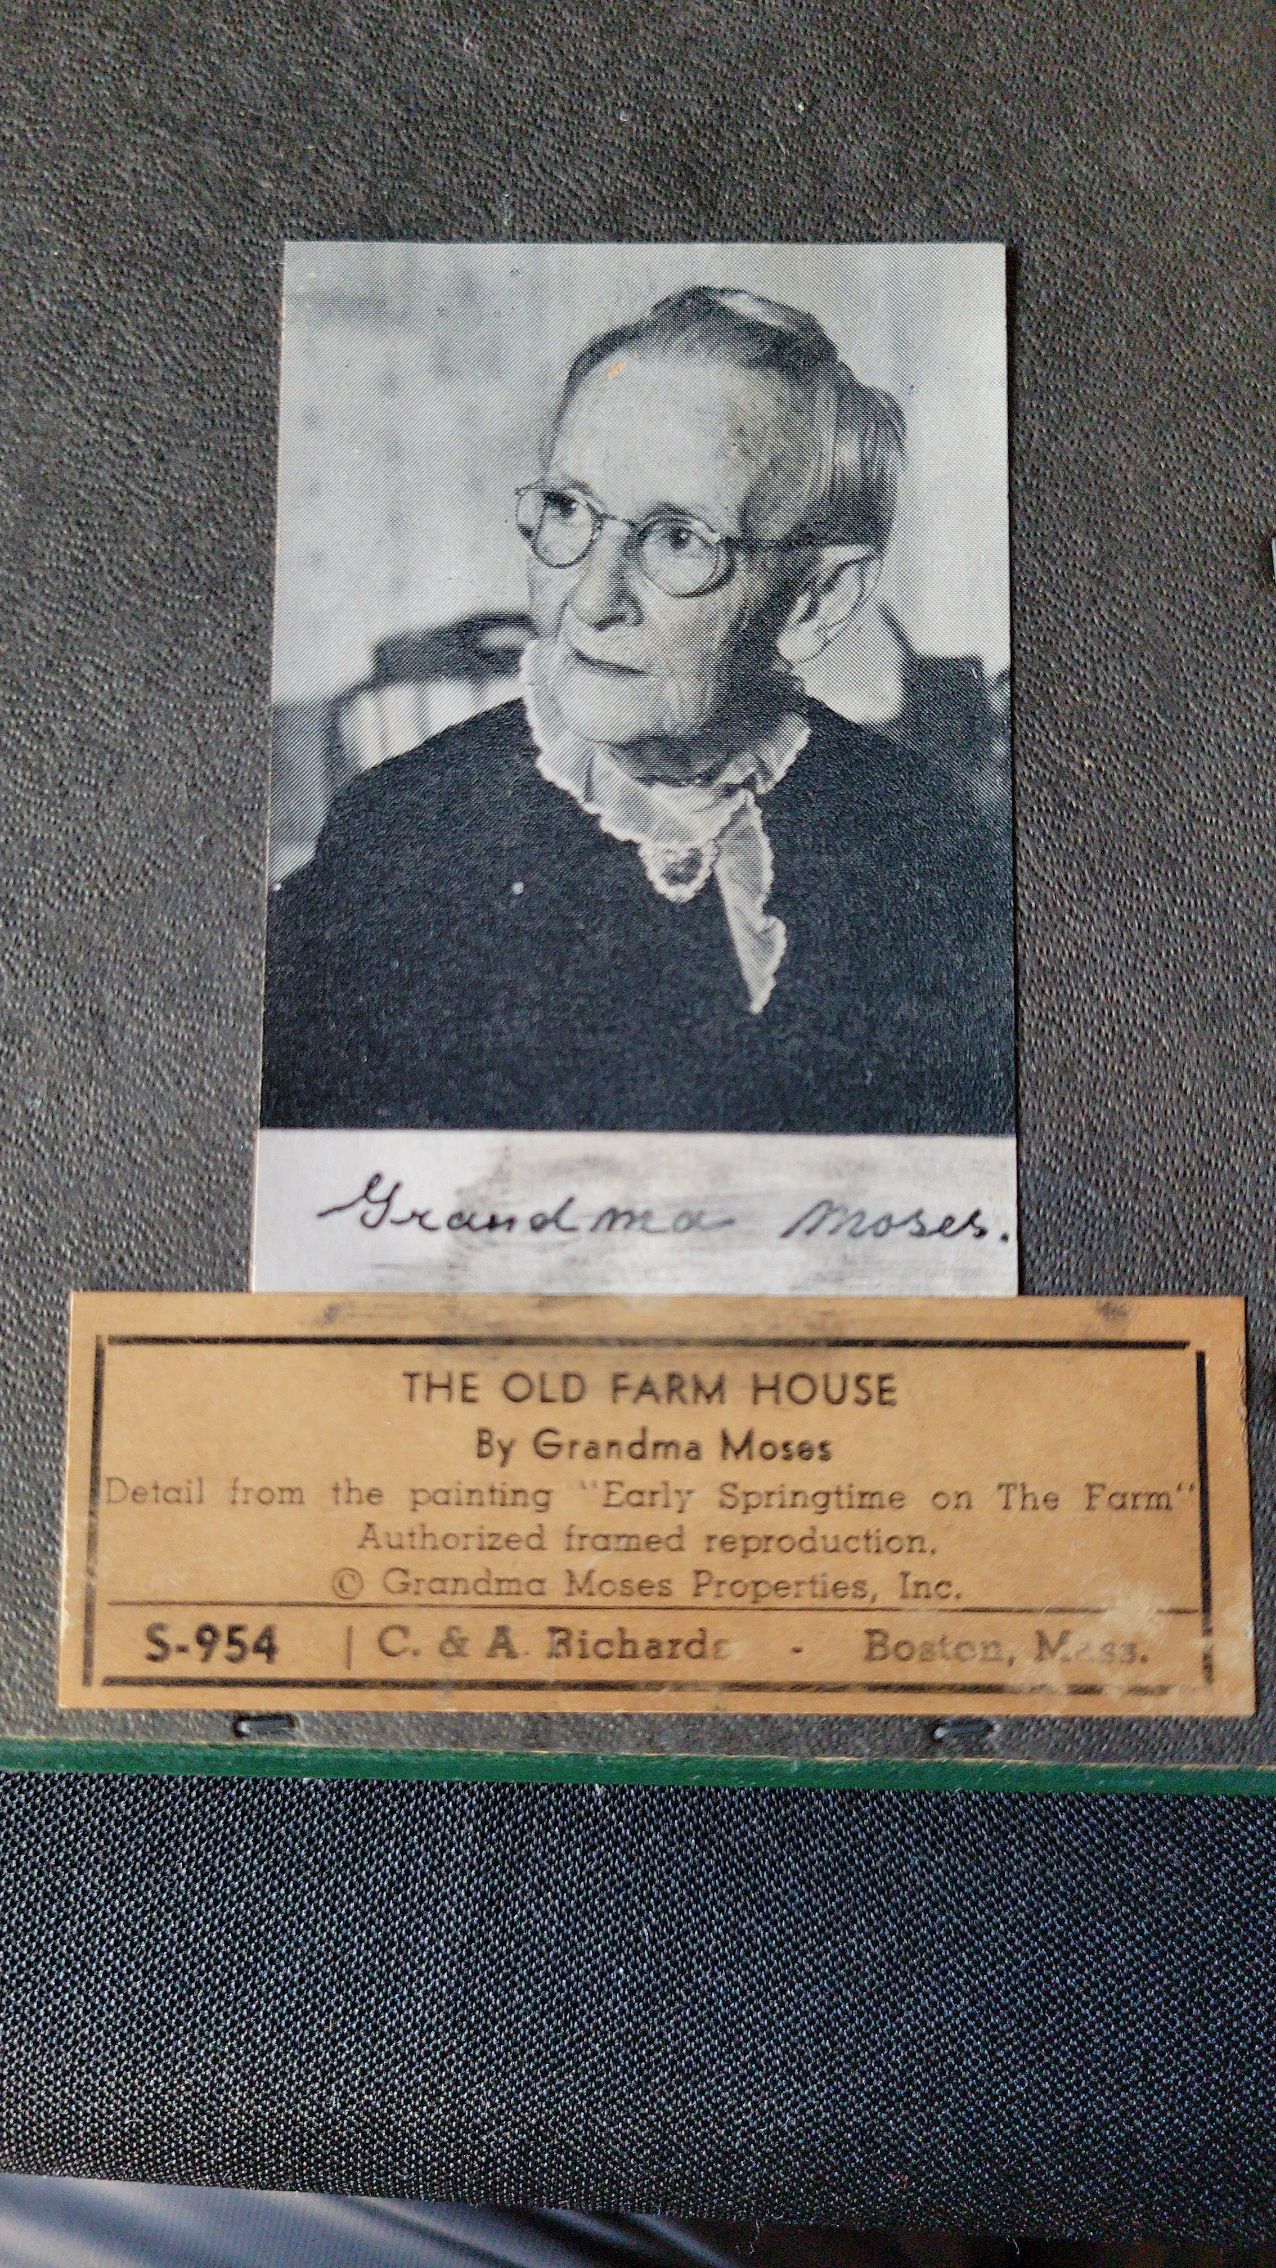 Grandma Moses.
THE OLD FARM HOUSE
By Grandma Moses
Detail from the painting "Early Springtime on The Farm"
Authorized framed reproduction.
© Grandma Moses Properties, Inc.
S-954 | C. & A. Richards - Boston, Mass.